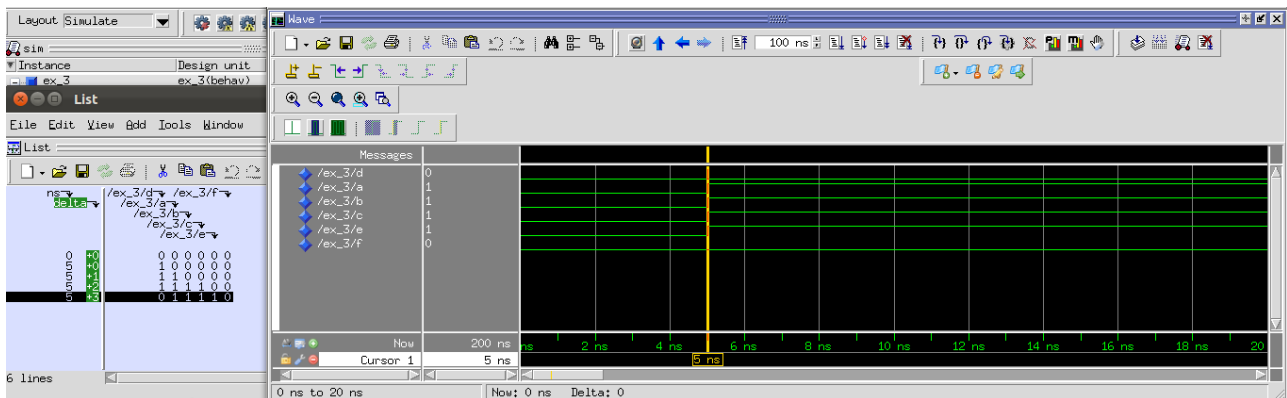 Layout Simulate
sim
Instance Design unit
ex_3 ex_3(behav)
List
File Edit View Add Tools Window
List
ns /ex_3/d /ex_3/f
delta /ex_3/a
/ex_3/b
/ex_3/c
/ex_3/e
0 +0 0 0 0 0 0 0
5 +0 1 0 0 0 0 0
5 +1 1 1 0 0 0 0
5 +2 1 1 1 1 0 0
5 +3 0 1 1 1 1 0
6 lines
Wave
100 ns
Messages
/ex_3/d 0
/ex_3/a 1
/ex_3/b 1
/ex_3/c 1
/ex_3/e 1
/ex_3/f 0
Now 200 ns ns 2 ns 4 ns 6 ns 8 ns 10 ns 12 ns 14 ns 16 ns 18 ns 20
Cursor 1 5 ns 5 ns
0 ns to 20 ns Now: 0 ns Delta: 0